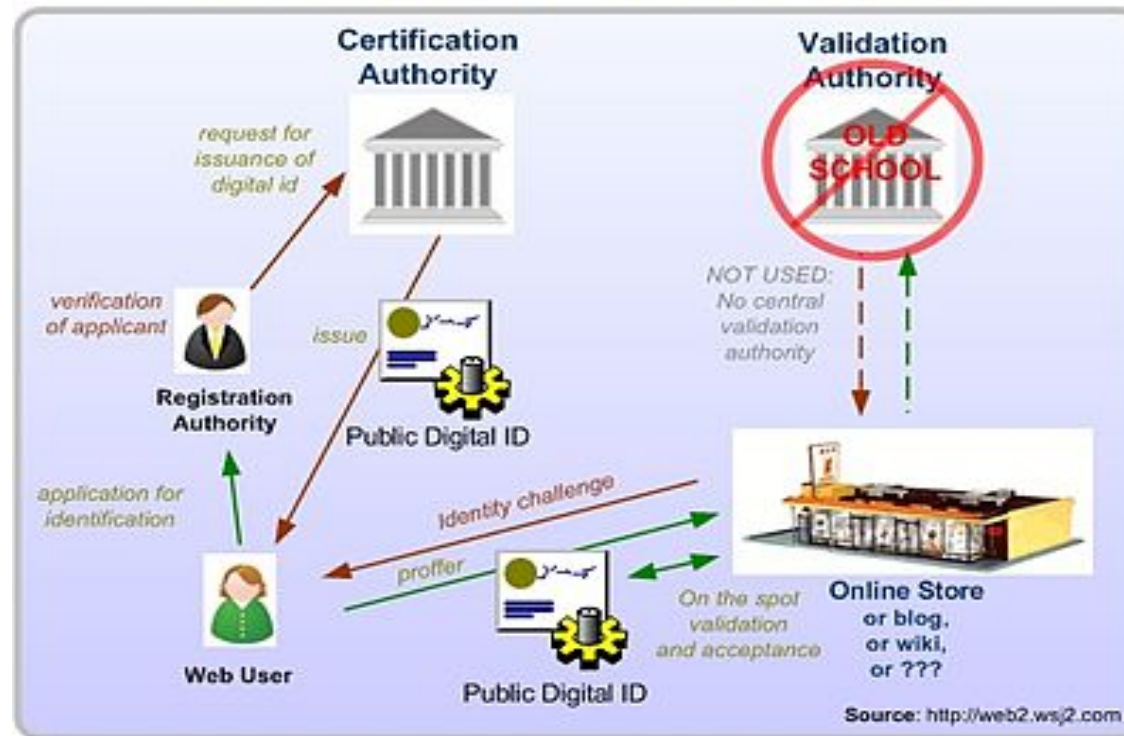 Certification
Authority
Validation
Authority
OLD
SCHOOL
request for
issuance of
digital id
NOT USED:
No central
validation
authority
verification
of applicant
issue
Registration
Authority
Public Digital ID
application for
identification
Identity challenge
proffer
On the spot
validation
and acceptance
Online Store
or blog,
or wiki,
or ???
Web User
Public Digital ID
Source: http://web2.wsj2.com